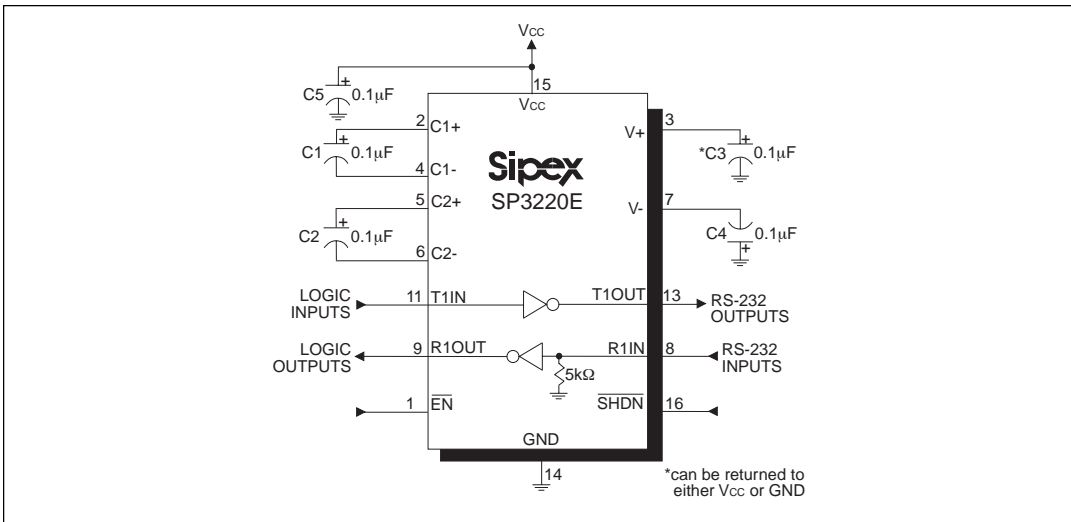 VCC
15
VCC
C5
+
0.1µF
2
C1+
C1
+
0.1µF
4
C1-
5
C2+
C2
+
0.1µF
6
C2-
Sipex
SP3220E
V+
3
*C3
+
0.1µF
V-
7
C4
0.1µF
+
LOGIC
INPUTS
11
T1IN
T1OUT
13
RS-232
OUTPUTS
LOGIC
OUTPUTS
9
R1OUT
R1IN
8
RS-232
INPUTS
5kΩ
1
EN
SHDN
16
GND
14
*can be returned to
either VCC or GND